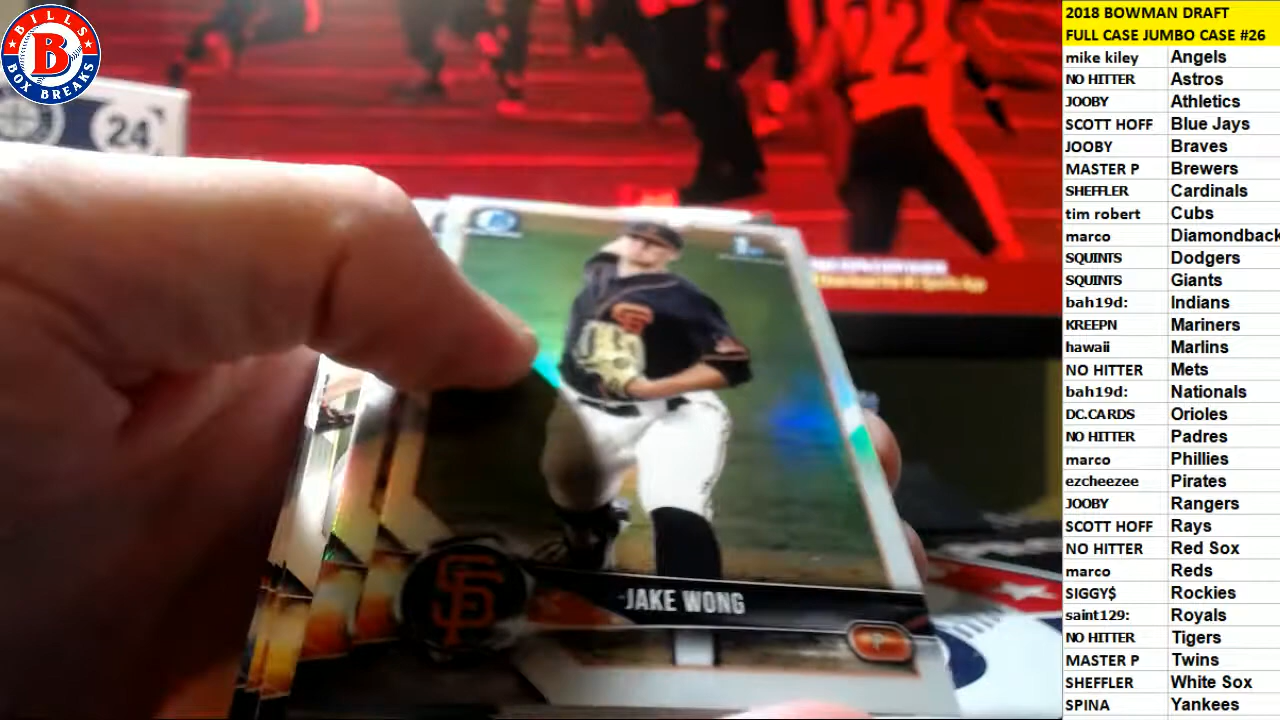 BILLS
B
BOX BREAKS
24
SF
JAKE WONG
SF
P
2018 BOWMAN DRAFT
FULL CASE JUMBO CASE #26
mike kiley Angels
NO HITTER Astros
JOOBY Athletics
SCOTT HOFF Blue Jays
JOOBY Braves
MASTER P Brewers
SHEFFLER Cardinals
tim robert Cubs
marco Diamondback
SQUINTS Dodgers
SQUINTS Giants
bah19d: Indians
KREEPN Mariners
hawaii Marlins
NO HITTER Mets
bah19d: Nationals
DC.CARDS Orioles
NO HITTER Padres
marco Phillies
ezcheezee Pirates
JOOBY Rangers
SCOTT HOFF Rays
NO HITTER Red Sox
marco Reds
SIGGY$ Rockies
saint129: Royals
NO HITTER Tigers
MASTER P Twins
SHEFFLER White Sox
SPINA Yankees